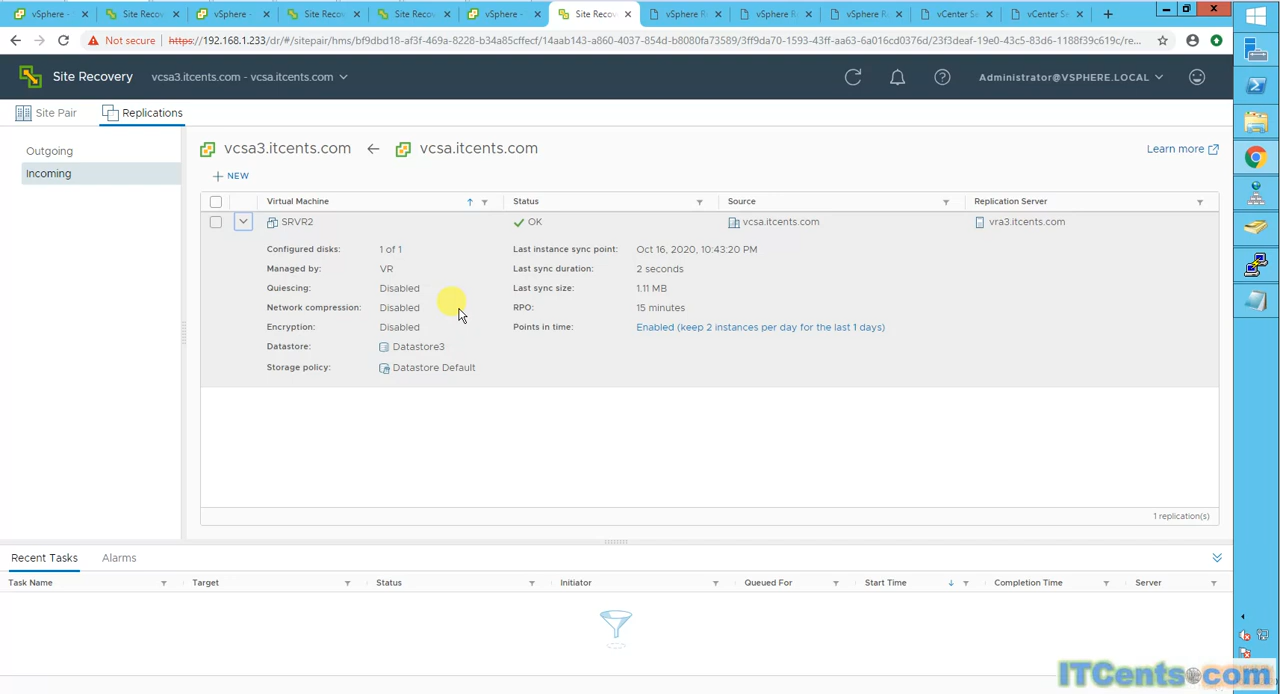 vSphere -
Site Recov
vSphere -
Site Recov
Site Recov
vSphere -
Site Recov
vSphere R
vSphere R
vSphere R
vCenter Se
vCenter Se
Not secure | https://192.168.1.233/dr/#/sitepair/hms/bf9dbd18-af3f-469a-8228-b34a85cffecf/14aab143-a860-4037-854d-b8080fa73589/3ff9da70-1593-43ff-aa63-6a016cd0376d/23f3deaf-19e0-43c5-83d6-1188f39c619c/re...
Site Recovery vcsa3.itcents.com - vcsa.itcents.com Administrator@VSPHERE.LOCAL
Site Pair Replications
Outgoing
Incoming
vcsa3.itcents.com vcsa.itcents.com Learn more
NEW
Virtual Machine Status Source Replication Server
SRVR2 OK vcsa.itcents.com vra3.itcents.com
Configured disks: 1 of 1 Last instance sync point: Oct 16, 2020, 10:43:20 PM
Managed by: VR Last sync duration: 2 seconds
Quiescing: Disabled Last sync size: 1.11 MB
Network compression: Disabled RPO: 15 minutes
Encryption: Disabled Points in time: Enabled (keep 2 instances per day for the last 1 days)
Datastore: Datastore3
Storage policy: Datastore Default
1 replication(s)
Recent Tasks Alarms
Task Name Target Status Initiator Queued For Start Time Completion Time Server
ITCents.com